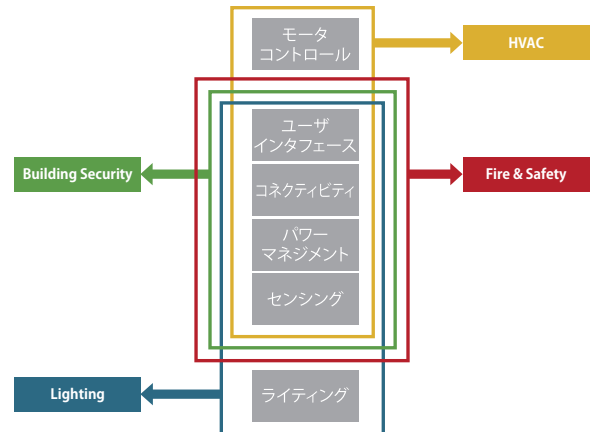 モータ
コントロール
HVAC
ユーザ
インタフェース
Building Security
コネクティビティ
Fire & Safety
パワー
マネジメント
センシング
Lighting
ライティング